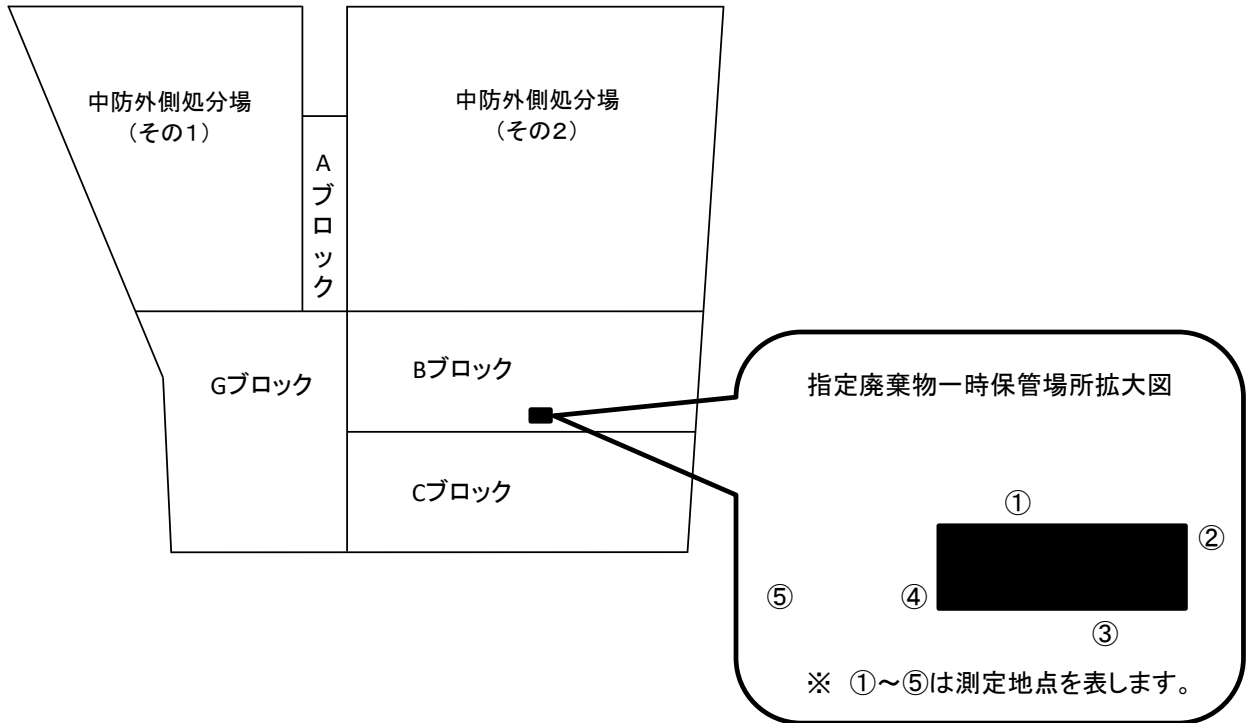 中防外側処分場
（その１）
中防外側処分場
（その２）
Aブロック
Gブロック
Bブロック
Cブロック
指定廃棄物一時保管場所拡大図
①
②
③
④
⑤
※　①～⑤は測定地点を表します。